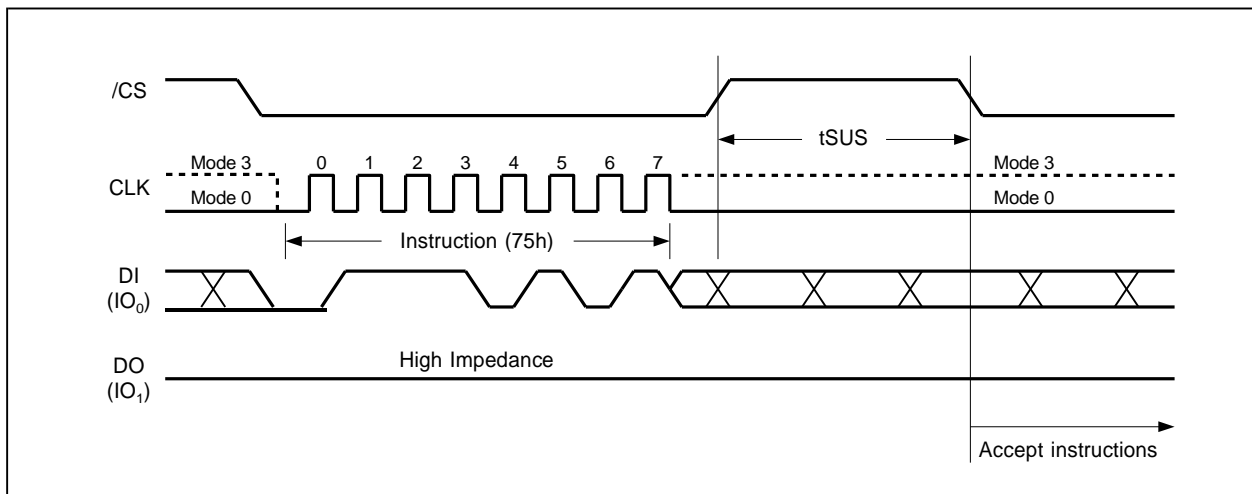 /CS
tSUS
Mode 3 0 1 2 3 4 5 6 7 Mode 3
CLK
Mode 0 Mode 0
Instruction (75h)
DI
(IO0)
High Impedance
DO
(IO1)
Accept instructions